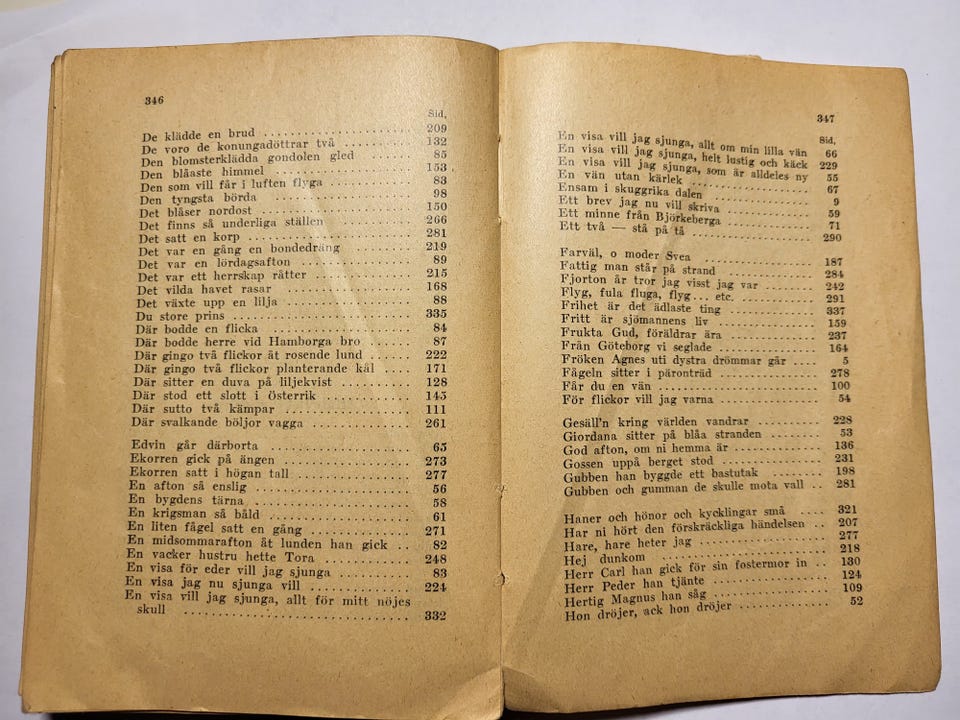 346
Sid.
De klädde en brud ..................... 209
De voro de konungadöttrar två .......... 132
Den blomsterklädda gondolen gled ........ 85
Den blåaste himmel .................... 153
Den som vill får i luften flyga ............ 83
Den tyngsta börda ...................... 98
Det blåser nordost ..................... 150
Det finns så underliga ställen ........... 266
Det satt en korp ....................... 281
Det var en gång en bondedräng .......... 219
Det var en lördagsafton ................. 89
Det var ett herrskap rätter .............. 215
Det vilda havet rasar ................... 168
Det växte upp en lilja ................... 88
Du store prins ......................... 335
Där bodde en flicka ..................... 84
Där bodde herre vid Hamborga bro ....... 87
Där gingo två flickor åt rosende lund ...... 222
Där gingo två flickor planterande kål .... 171
Där sitter en duva på liljekvist .......... 128
Där stod ett slott i Österrik ............. 145
Där sutto två kämpar ................... 111
Där svalkande böljor vagga .............. 261
Edvin går därborta ..................... 65
Ekorren gick på ängen .................. 273
Ekorren satt i högan tall ................ 277
En afton så enslig ...................... 56
En bygdens tärna ....................... 58
En krigsman så båld .................... 61
En liten fågel satt en gång .............. 271
En midsommarafton åt lunden han gick .. 82
En vacker hustru hette Tora ............. 248
En visa för eder vill jag sjunga ........... 83
En visa jag nu sjunga vill ............... 224
En visa vill jag sjunga, allt för mitt nöjes
skull ................................ 332
347
Sid.
En visa vill jag sjunga, allt om min lilla vän 66
En visa vill jag sjunga, helt lustig och käck 229
En visa vill jag sjunga, som är alldeles ny 55
En vän utan kärlek ..................... 67
Ensam i skuggrika dalen ................ 9
Ett brev jag nu vill skriva .............. 59
Ett minne från Björkeberga .............. 71
Ett två — stå på tå ..................... 290
Farväl, o moder Svea ................... 187
Fattig man står på strand ............... 284
Fjorton år tror jag visst jag var ......... 242
Flyg, fula fluga, flyg... etc. ............. 291
Frihet är det ädlaste ting ............... 337
Fritt är sjömannens liv ................. 159
Frukta Gud, föräldrar ära ............... 237
Från Göteborg vi seglade ................ 164
Fröken Agnes uti dystra drömmar går .... 5
Fågeln sitter i päronträd ................ 278
Får du en vän ......................... 100
För flickor vill jag varna ................ 54
Gesäll'n kring världen vandrar .......... 228
Giordana sitter på blåa stranden ......... 53
God afton, om ni hemma är .............. 136
Gossen uppå berget stod ................ 231
Gubben han byggde ett bastutak ......... 198
Gubben och gumman de skulle mota vall .. 281
Haner och hönor och kycklingar små .... 321
Har ni hört den förskräckliga händelsen .. 207
Hare, hare heter jag .................... 277
Hej dunkom ........................... 218
Herr Carl han gick för sin fostermor in .. 130
Herr Peder han tjänte .................. 124
Hertig Magnus han såg .................. 109
Hon dröjer, ack hon dröjer .............. 52